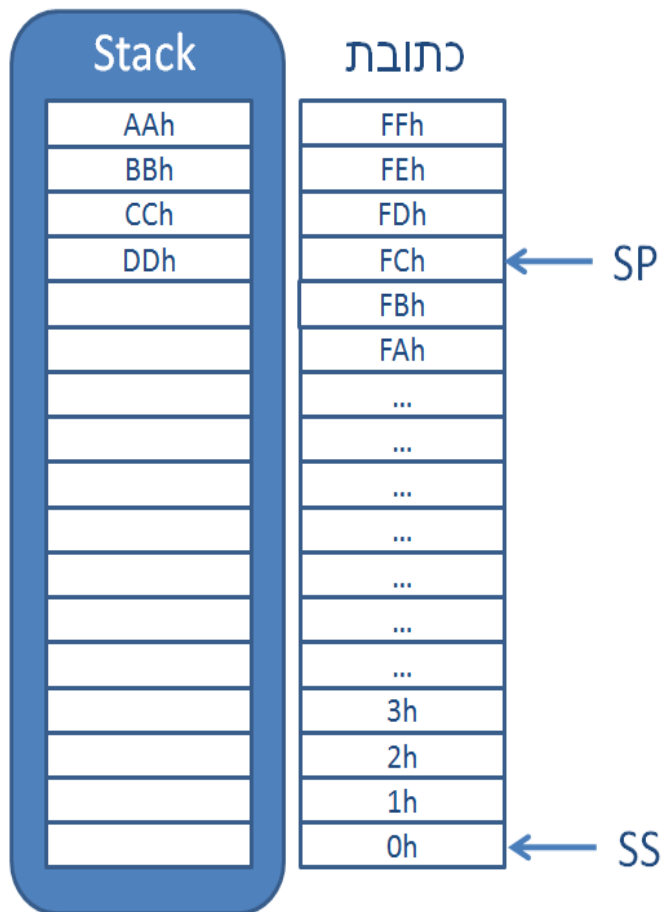 Stack כתובת
AAh FFh
BBh FEh
CCh FDh
DDh FCh SP
FBh
FAh
...
...
...
...
...
...
...
3h
2h
1h
0h SS